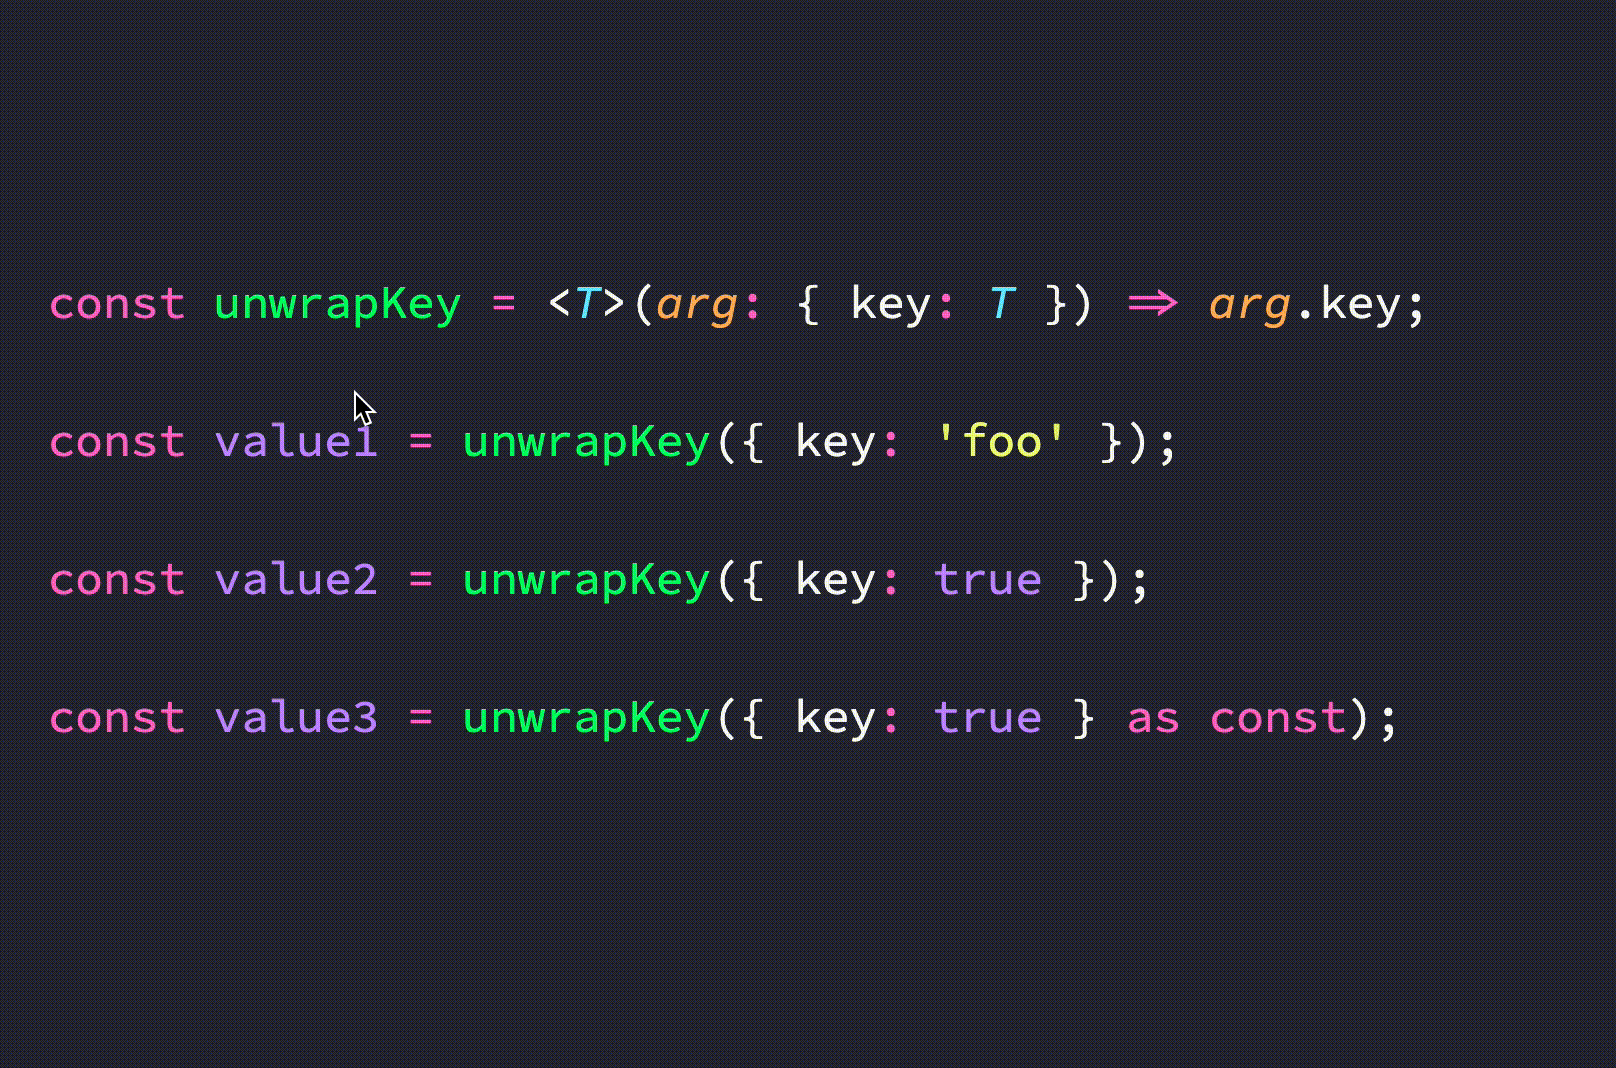 const unwrapKey = <T>(arg: { key: T }) => arg.key;
const value1 = unwrapKey({ key: 'foo' });
const value2 = unwrapKey({ key: true });
const value3 = unwrapKey({ key: true } as const);